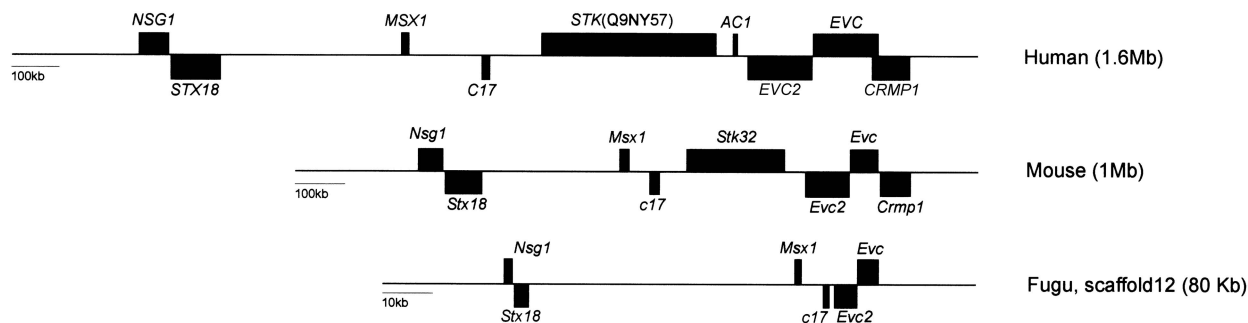 NSG1 MSX1 STK(Q9NY57) AC1 EVC
Human (1.6Mb)
100kb
STX18 C17 EVC2 CRMP1
Nsg1 Msx1 Stk32 Evc
Mouse (1Mb)
100kb
Stx18 c17 Evc2 Crmp1
Nsg1 Msx1 Evc
Fugu, scaffold12 (80 Kb)
10kb
Stx18 c17 Evc2